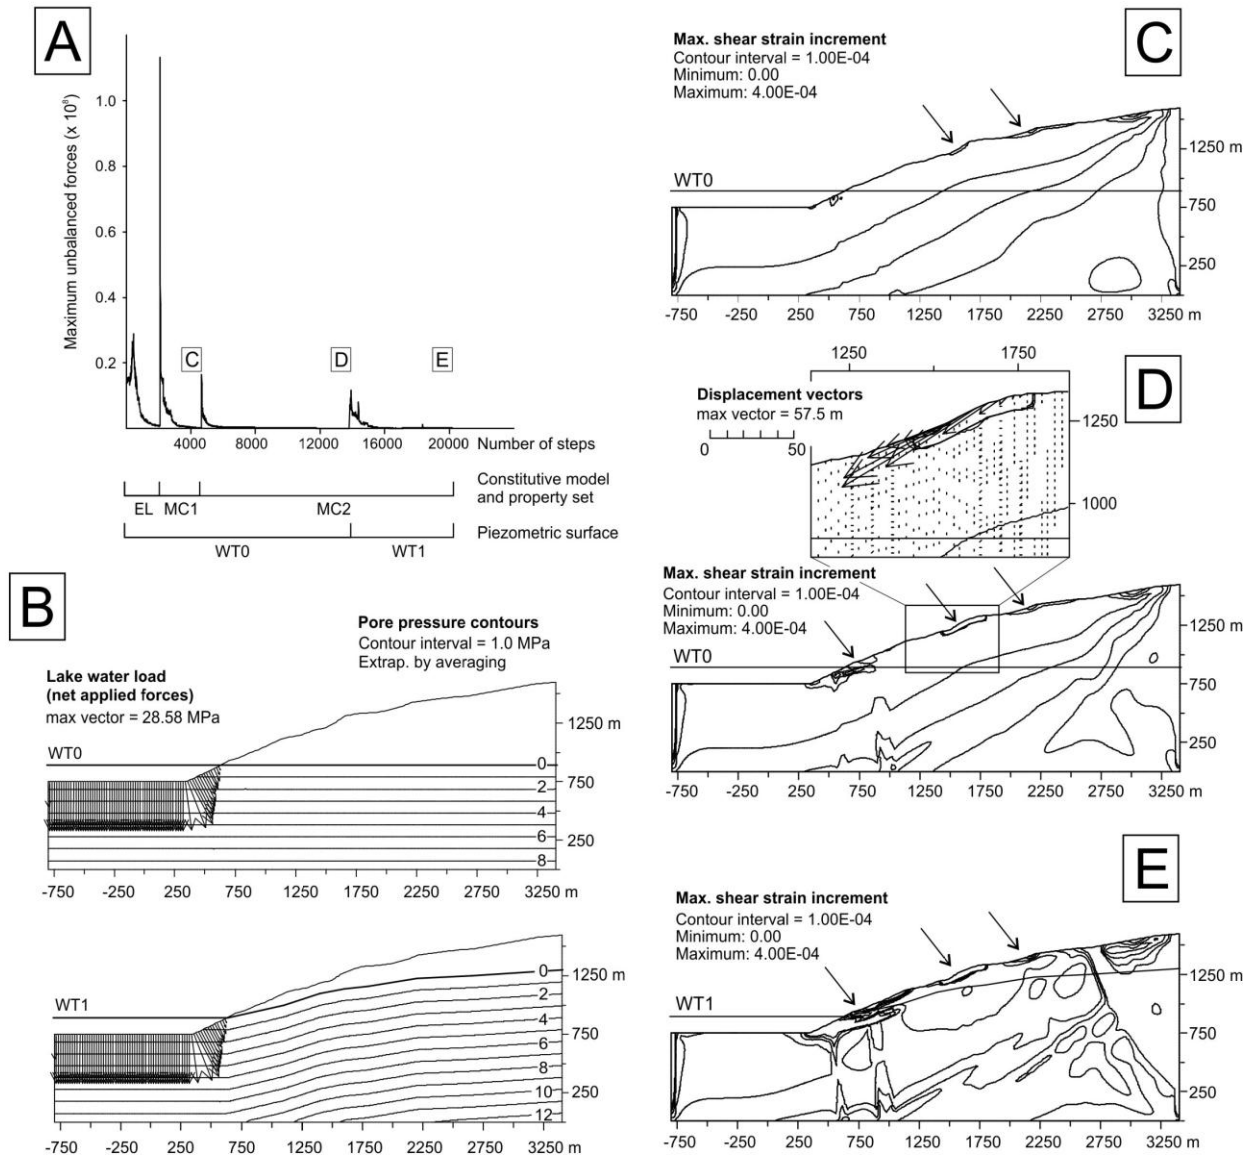 A
Maximum unbalanced forces (x 10⁸)
1.0
0.8
0.6
0.4
0.2
C
D
E
4000
8000
12000
16000
20000
Number of steps
Constitutive model
and property set
EL
MC1
MC2
Piezometric surface
WT0
WT1
B
Pore pressure contours
Contour interval = 1.0 MPa
Extrap. by averaging
Lake water load
(net applied forces)
max vector = 28.58 MPa
WT0
0
2
4
6
8
1250 m
750
250
-750
-250
250
750
1250
1750
2250
2750
3250 m
WT1
0
2
4
6
8
10
12
1250 m
750
250
-750
-250
250
750
1250
1750
2250
2750
3250 m
C
Max. shear strain increment
Contour interval = 1.00E-04
Minimum: 0.00
Maximum: 4.00E-04
WT0
1250 m
750
250
-750
-250
250
750
1250
1750
2250
2750
3250 m
D
1250
1750
Displacement vectors
max vector = 57.5 m
0
50
1250
1000
Max. shear strain increment
Contour interval = 1.00E-04
Minimum: 0.00
Maximum: 4.00E-04
WT0
1250 m
750
250
-750
-250
250
750
1250
1750
2250
2750
3250 m
E
Max. shear strain increment
Contour interval = 1.00E-04
Minimum: 0.00
Maximum: 4.00E-04
WT1
1250 m
750
250
-750
-250
250
750
1250
1750
2250
2750
3250 m